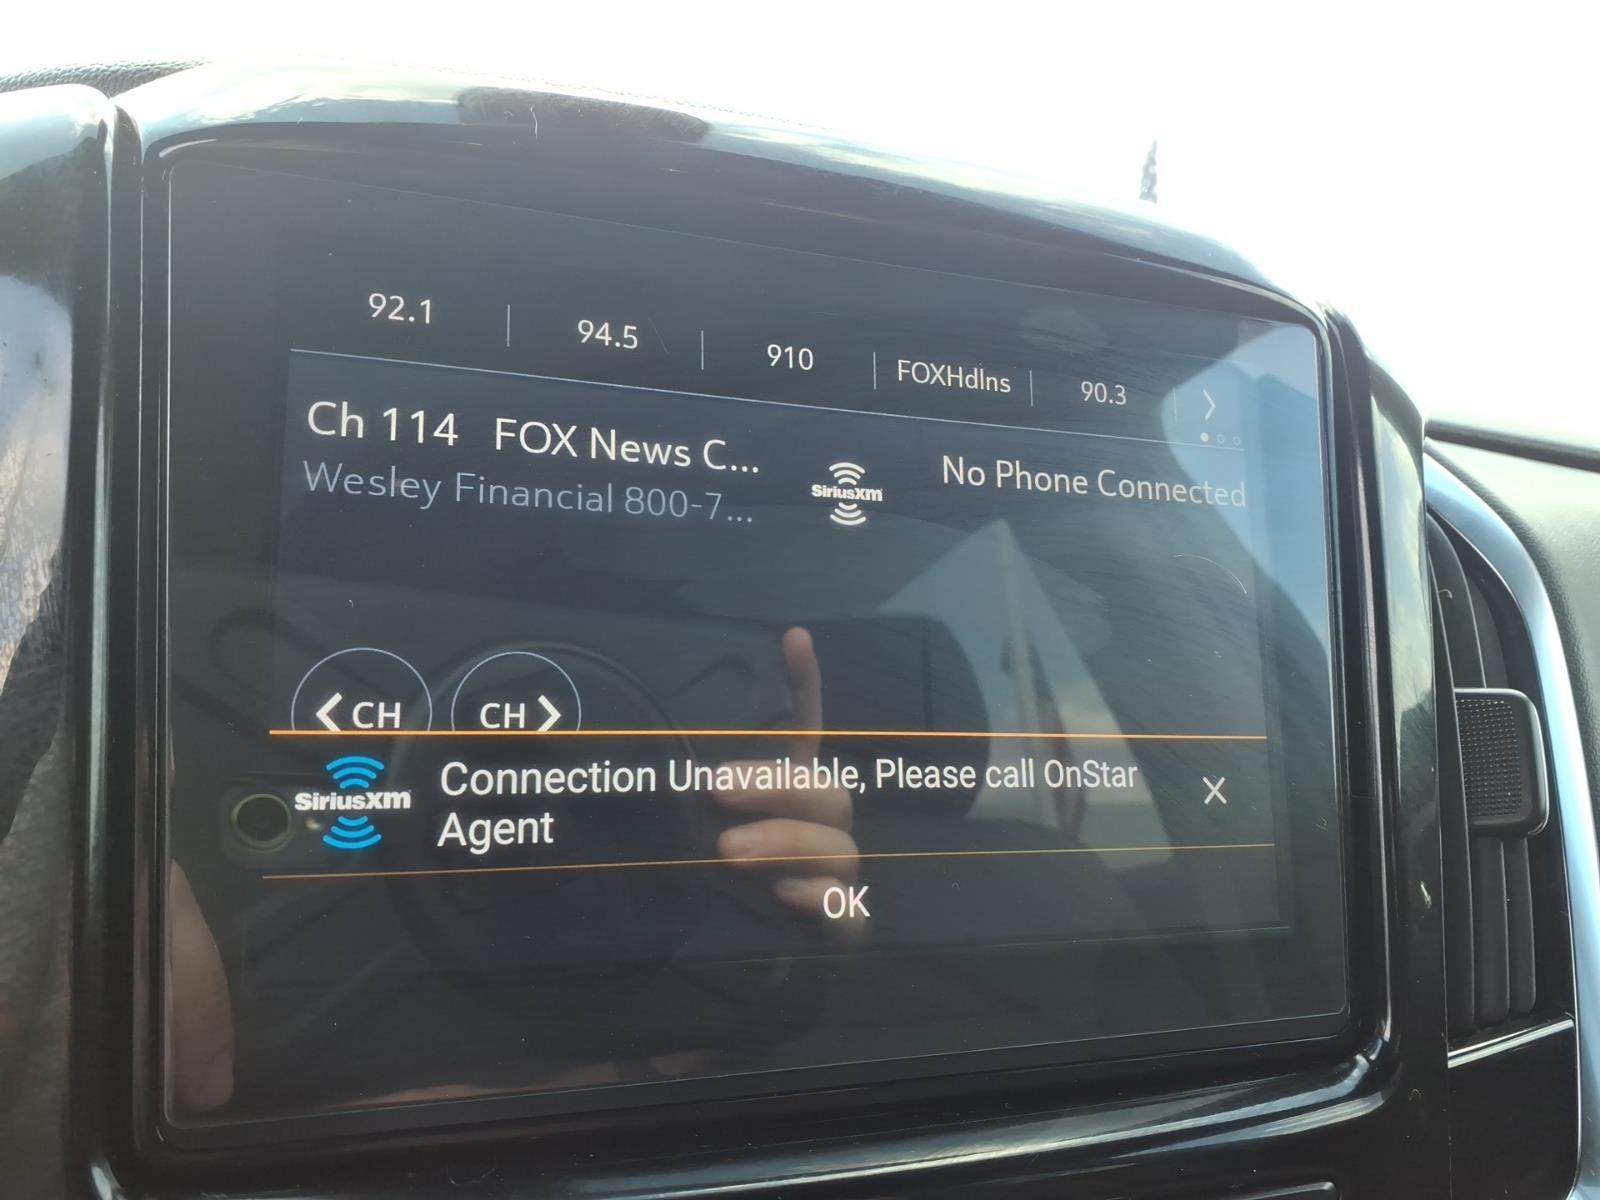 92.1 94.5 910 FOXHdlns 90.3
Ch 114 FOX News C...
Wesley Financial 800-7...
SiriusXM
No Phone Connected
CH CH
SiriusXM
Connection Unavailable, Please call OnStar
Agent
OK